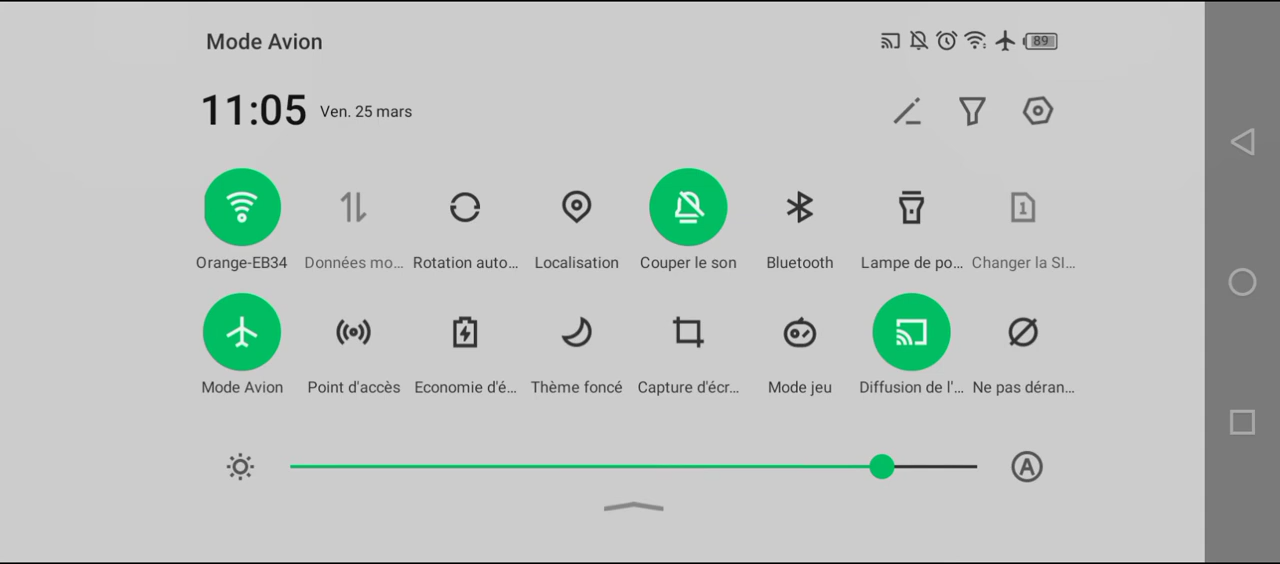 Mode Avion
89
11:05 Ven. 25 mars
1
Orange-EB34 Données mo... Rotation auto... Localisation Couper le son Bluetooth Lampe de po... Changer la SI...
Mode Avion Point d'accès Economie d'é... Thème foncé Capture d'écr... Mode jeu Diffusion de l'... Ne pas déran...
A